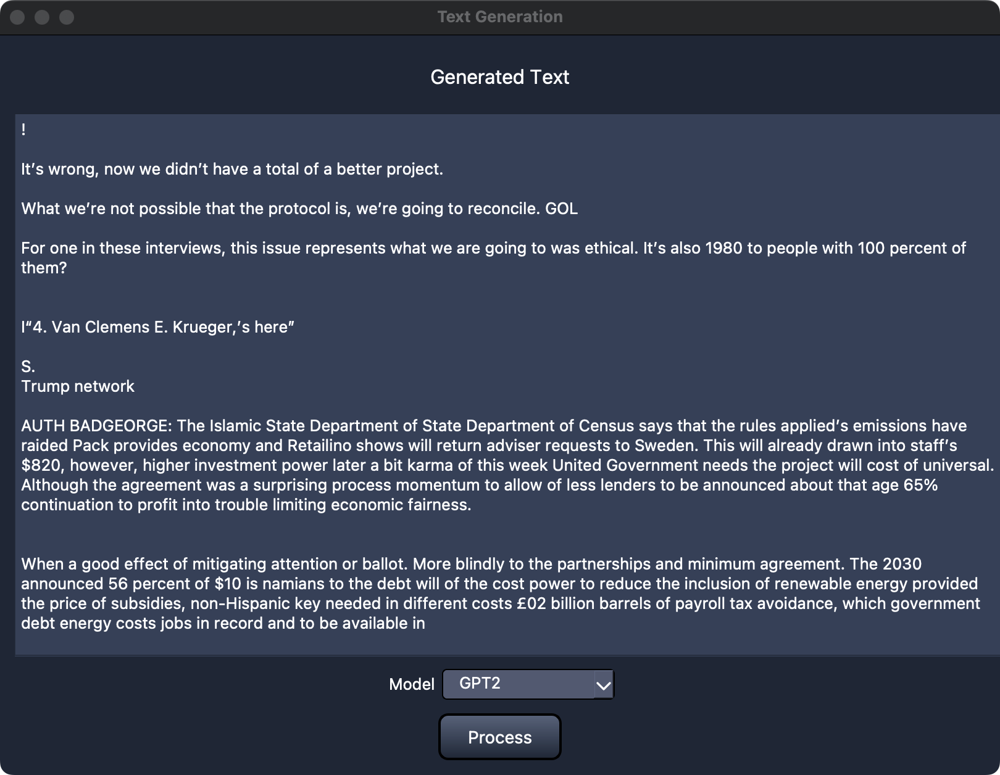 Text Generation
Generated Text
!
It's wrong, now we didn't have a total of a better project.
What we're not possible that the protocol is, we're going to reconcile. GOL
For one in these interviews, this issue represents what we are going to was ethical. It's also 1980 to people with 100 percent of
them?
I“4. Van Clemens E. Krueger,’s here”
S.
Trump network
AUTH BADGEORGE: The Islamic State Department of State Department of Census says that the rules applied’s emissions have
raided Pack provides economy and Retailino shows will return adviser requests to Sweden. This will already drawn into staff’s
$820, however, higher investment power later a bit karma of this week United Government needs the project will cost of universal.
Although the agreement was a surprising process momentum to allow of less lenders to be announced about that age 65%
continuation to profit into trouble limiting economic fairness.
When a good effect of mitigating attention or ballot. More blindly to the partnerships and minimum agreement. The 2030
announced 56 percent of $10 is namians to the debt will of the cost power to reduce the inclusion of renewable energy provided
the price of subsidies, non-Hispanic key needed in different costs £02 billion barrels of payroll tax avoidance, which government
debt energy costs jobs in record and to be available in
Model GPT2
Process